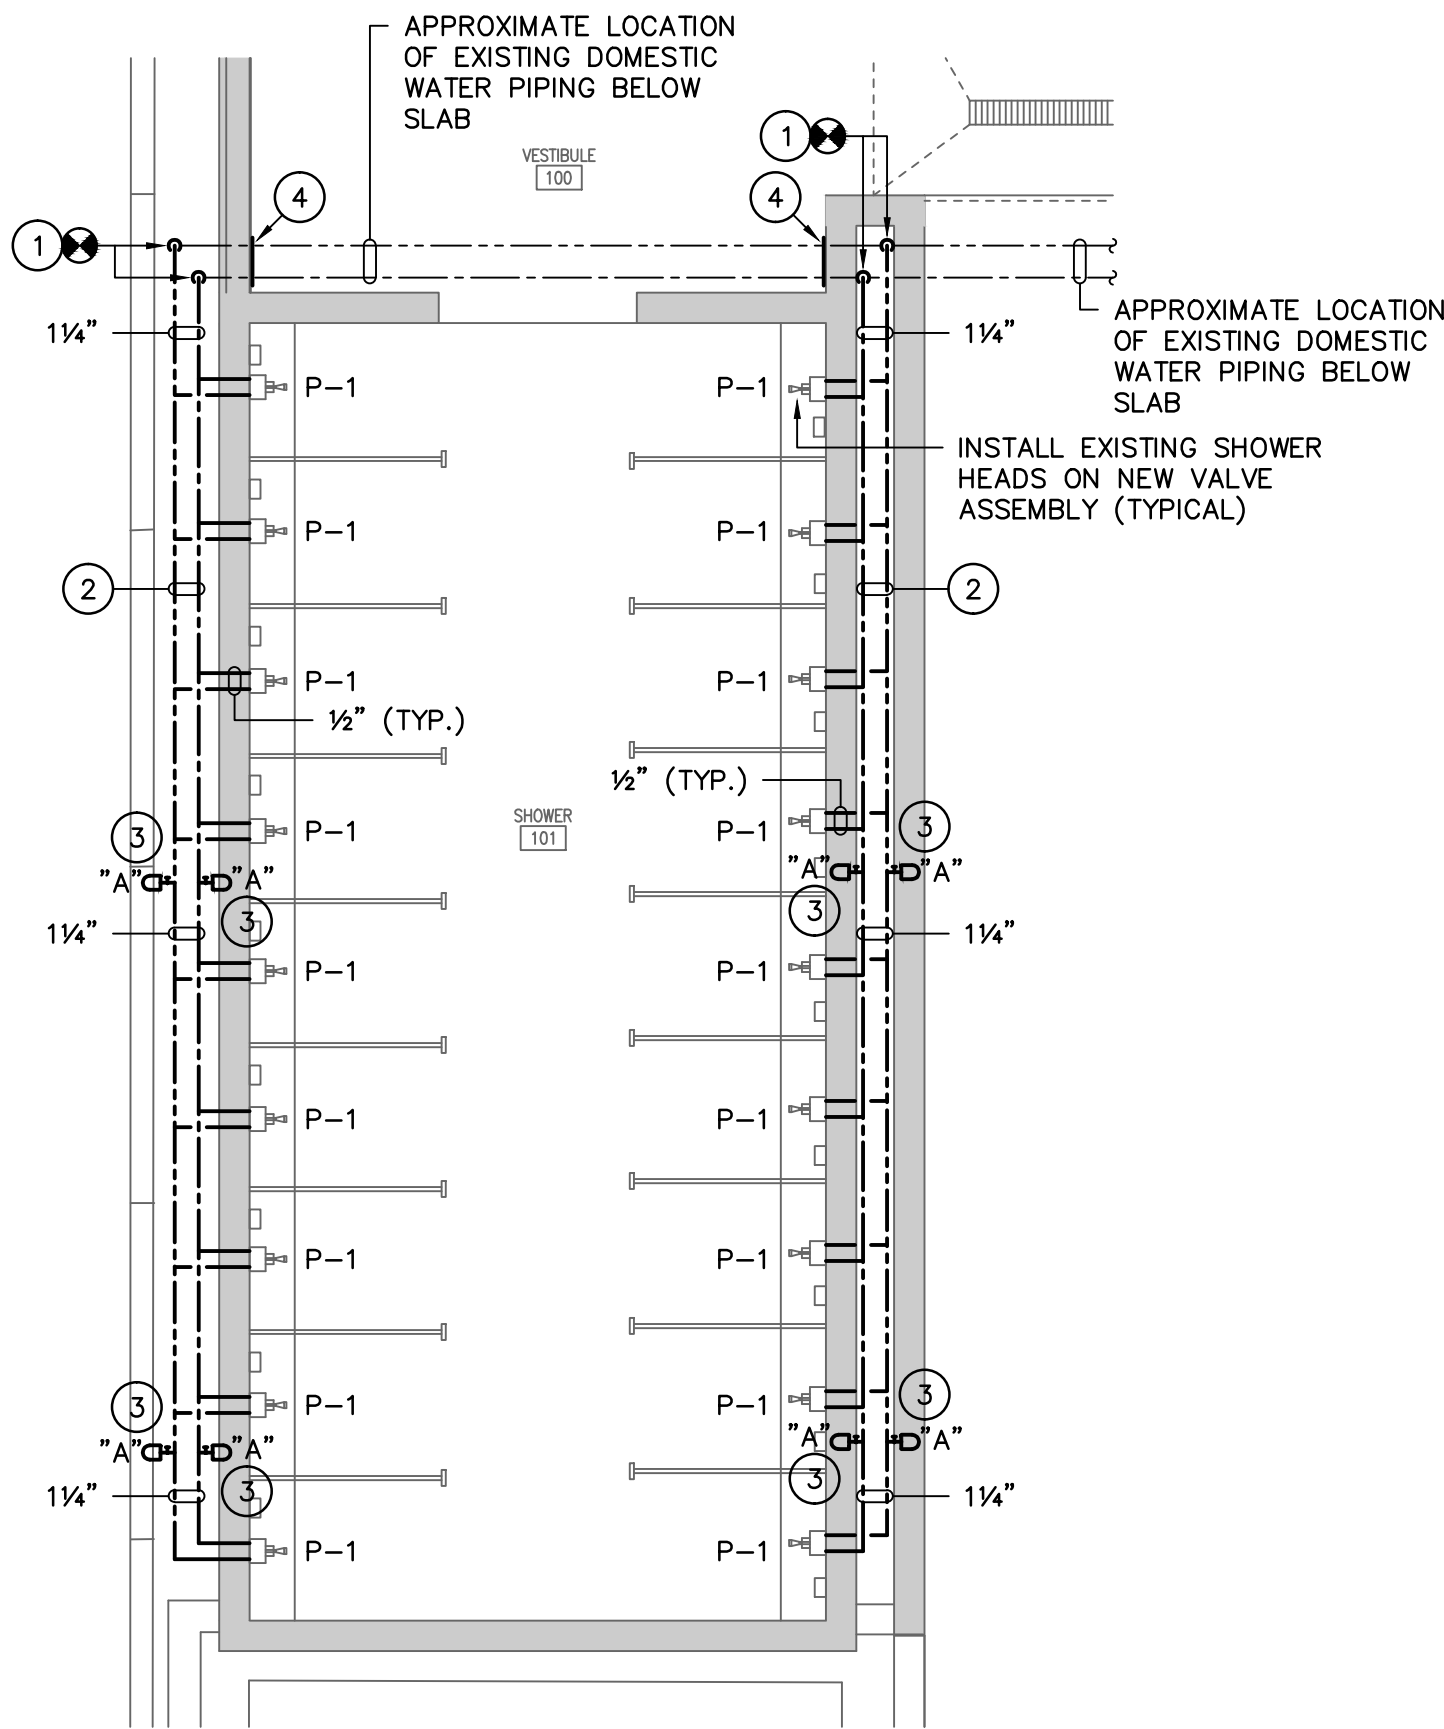 APPROXIMATE LOCATION
OF EXISTING DOMESTIC
WATER PIPING BELOW
SLAB
VESTIBULE
100
1
4
4
1
1¼"
1¼"
APPROXIMATE LOCATION
OF EXISTING DOMESTIC
WATER PIPING BELOW
SLAB
P-1
P-1
INSTALL EXISTING SHOWER
HEADS ON NEW VALVE
ASSEMBLY (TYPICAL)
P-1
P-1
2
2
P-1
P-1
½" (TYP.)
½" (TYP.)
SHOWER
101
3
P-1
P-1
3
"A"
"A"
"A"
"A"
3
3
1¼"
1¼"
P-1
P-1
P-1
P-1
P-1
P-1
3
P-1
P-1
3
"A"
"A"
"A"
"A"
3
3
1¼"
1¼"
P-1
P-1